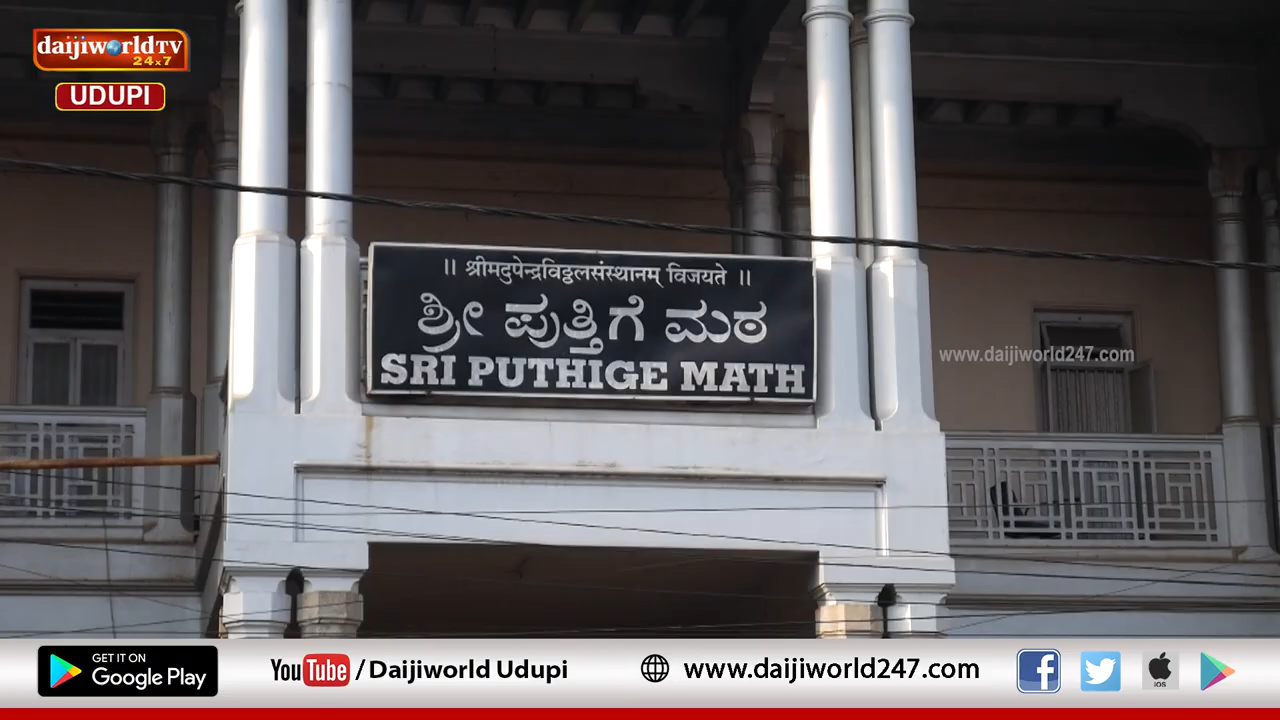 daijiworldTV
24x7
UDUPI
॥ श्रीमदुपेन्द्रविठ्ठलसंस्थानम् विजयते ॥
ಶ್ರೀ ಪುತ್ತಿಗೆ ಮಠ
SRI PUTHIGE MATH
www.daijiworld247.com
GET IT ON
Google Play
YouTube / Daijiworld Udupi
www.daijiworld247.com
iOS